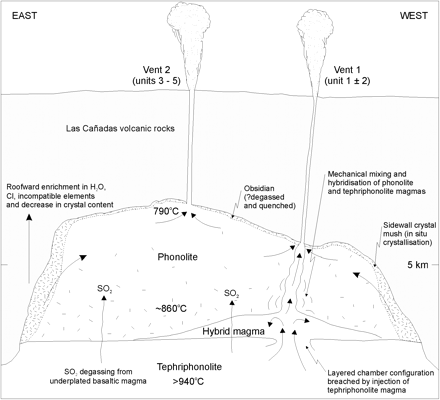 EAST
WEST
Vent 2
(units 3 - 5)
Vent 1
(unit 1 ± 2)
Las Cañadas volcanic rocks
Mechanical mixing and
hybridisation of phonolite
and tephriphonolite magmas
Roofward enrichment in H₂O,
Cl, incompatible elements
and decrease in crystal content
Obsidian
(?degassed
and quenched)
790°C
Sidewall crystal
mush (in situ
crystallisation)
Phonolite
5 km
SO₂
SO₂
~860°C
Hybrid magma
SO₂ degassing from
underplated basaltic magma
Tephriphonolite
>940°C
Layered chamber configuration
breached by injection of
tephriphonolite magma